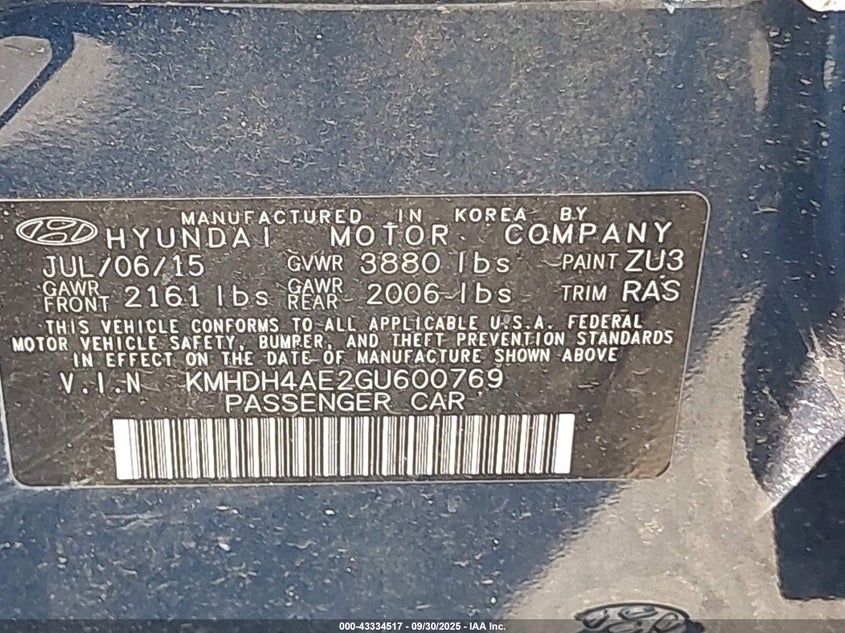 MANUFACTURED IN KOREA BY
HYUNDAI MOTOR COMPANY
JUL/06/15 GVWR 3880 lbs PAINT ZU3
GAWR FRONT 2161 lbs GAWR REAR 2006 lbs TRIM RAS
THIS VEHICLE CONFORMS TO ALL APPLICABLE U.S.A. FEDERAL
MOTOR VEHICLE SAFETY, BUMPER, AND THEFT PREVENTION STANDARDS
IN EFFECT ON THE DATE OF MANUFACTURE SHOWN ABOVE
V.I.N KMHDH4AE2GU600769
PASSENGER CAR
000-43334517 - 09/30/2025 - IAA Inc.